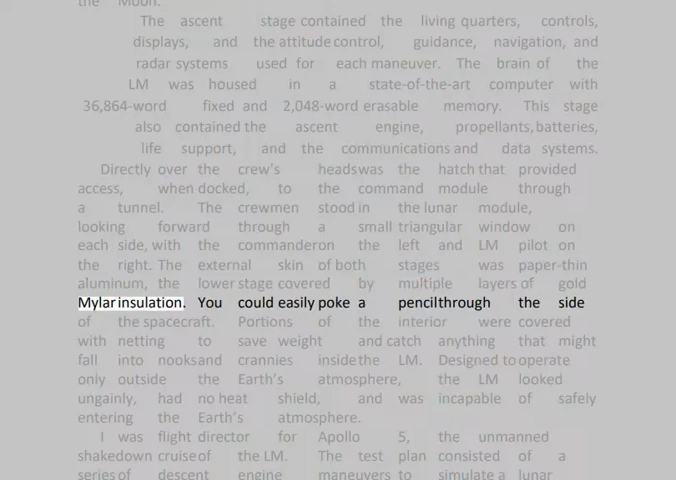 the Moon.
The ascent stage contained the living quarters, controls,
displays, and the attitude control, guidance, navigation, and
radar systems used for each maneuver. The brain of the
LM was housed in a state-of-the-art computer with
36,864-word fixed and 2,048-word erasable memory. This stage
also contained the ascent engine, propellants, batteries,
life support, and the communications and data systems.
Directly over the crew's heads was the hatch that provided
access, when docked, to the command module through
a tunnel. The crewmen stood in the lunar module,
looking forward through a small triangular window on
each side, with the commander on the left and LM pilot on
the right. The external skin of both stages was paper-thin
aluminum, the lower stage covered by multiple layers of gold
Mylar insulation. You could easily poke a pencil through the side
of the spacecraft. Portions of the interior were covered
with netting to save weight and catch anything that might
fall into nooks and crannies inside the LM. Designed to operate
only outside the Earth's atmosphere, the LM looked
ungainly, had no heat shield, and was incapable of safely
entering the Earth's atmosphere.
I was flight director for Apollo 5, the unmanned
shakedown cruise of the LM. The test plan consisted of a
series of descent engine maneuvers to simulate a lunar